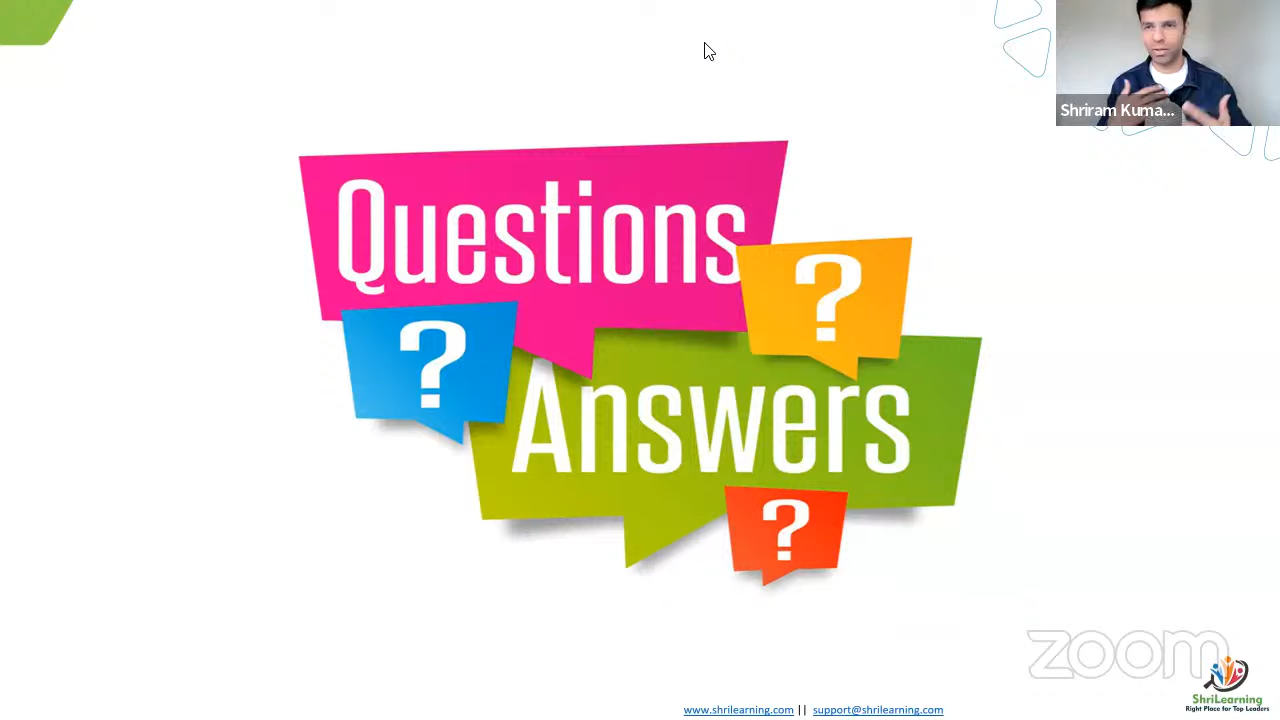 Shriram Kuma...
Questions
?
?
Answers
?
zoom
ShriLearning
Right Place for Top Leaders
www.shrilearning.com || support@shrilearning.com